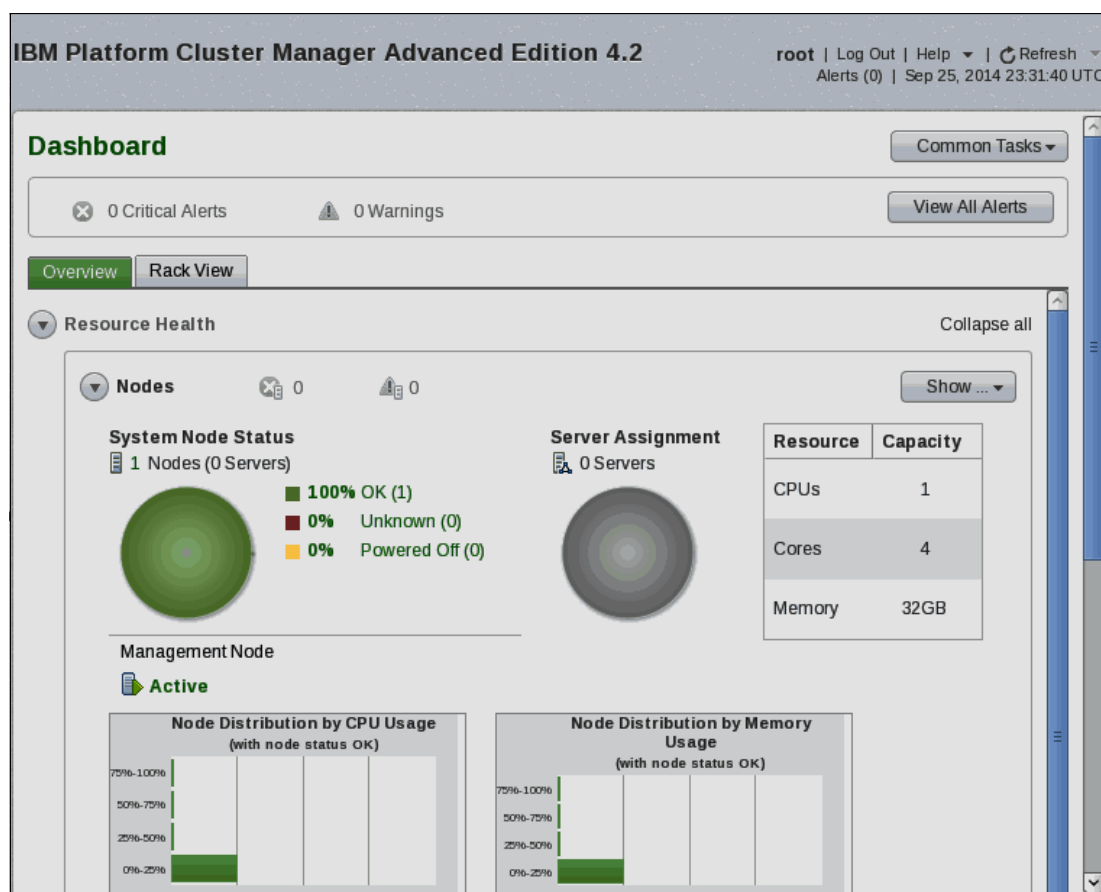 IBM Platform Cluster Manager Advanced Edition 4.2
root | Log Out | Help | Refresh
Alerts (0) | Sep 25, 2014 23:31:40 UTC
Dashboard
Common Tasks
0 Critical Alerts
0 Warnings
View All Alerts
Overview
Rack View
Resource Health
Collapse all
Nodes
0
0
Show ...
System Node Status
1 Nodes (0 Servers)
100% OK (1)
0% Unknown (0)
0% Powered Off (0)
Server Assignment
0 Servers
Resource Capacity
CPUs 1
Cores 4
Memory 32GB
Management Node
Active
Node Distribution by CPU Usage
(with node status OK)
75%-100%
50%-75%
25%-50%
0%-25%
Node Distribution by Memory
Usage
(with node status OK)
75%-100%
50%-75%
25%-50%
0%-25%